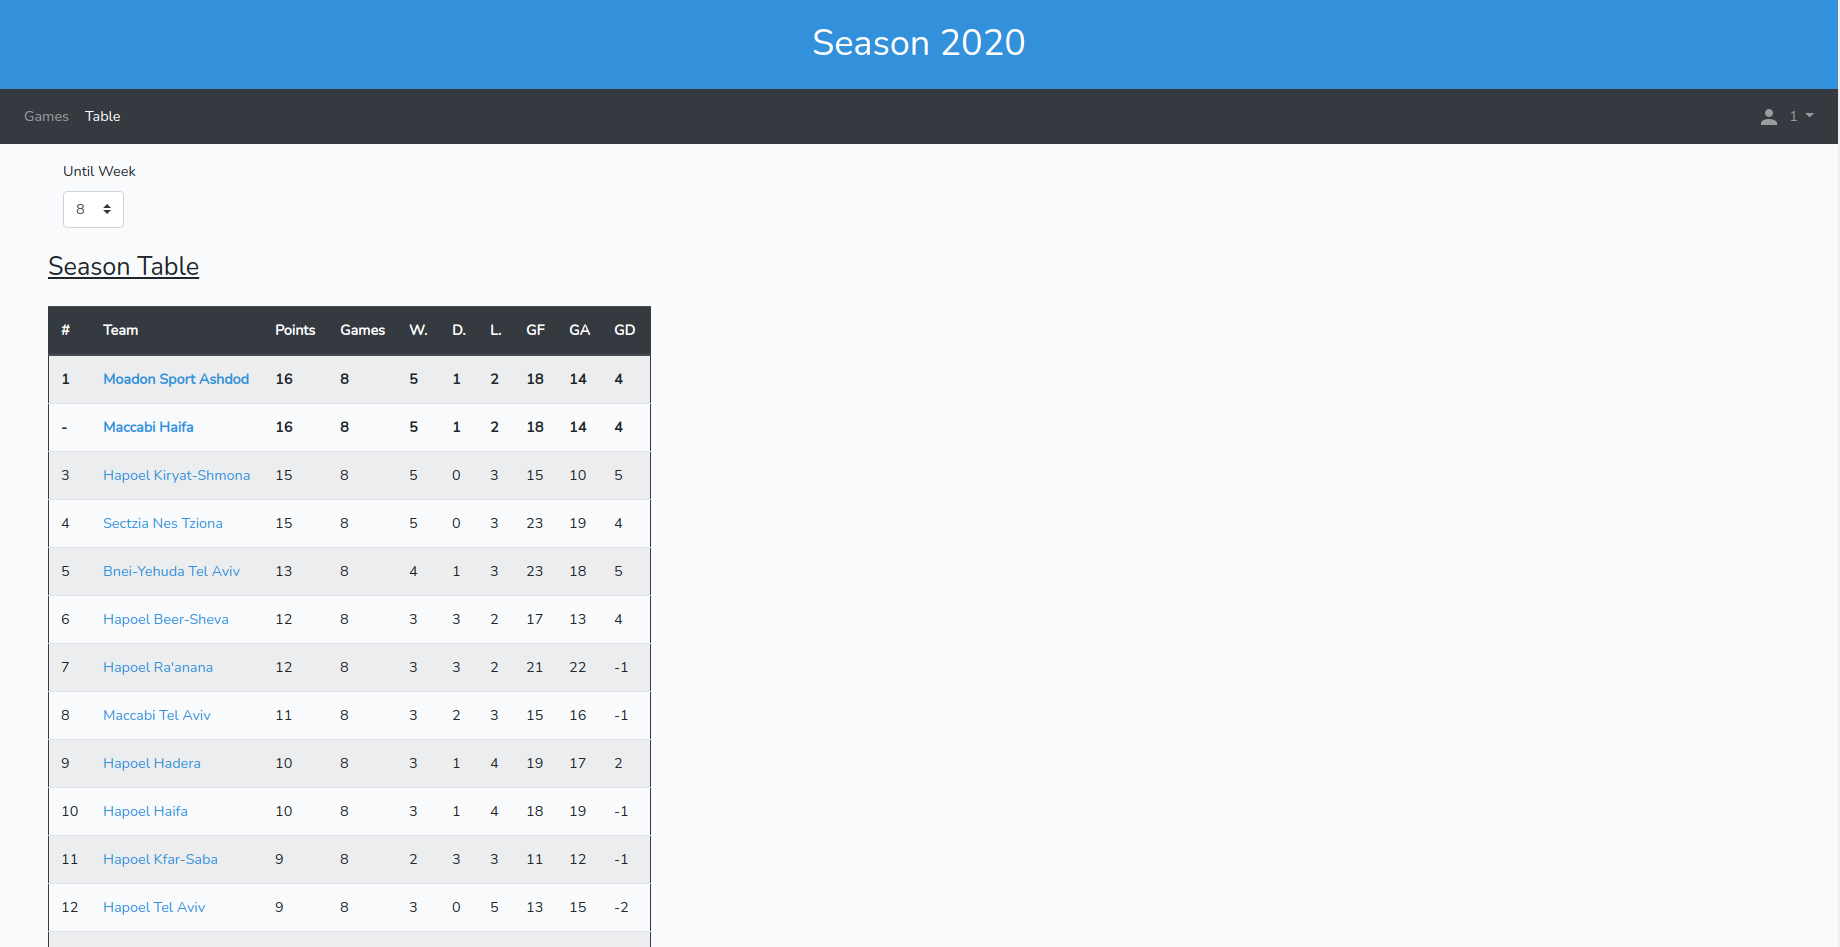 Season 2020
Games Table 1
Until Week
8
Season Table
# Team Points Games W. D. L. GF GA GD
1 Moadon Sport Ashdod 16 8 5 1 2 18 14 4
- Maccabi Haifa 16 8 5 1 2 18 14 4
3 Hapoel Kiryat-Shmona 15 8 5 0 3 15 10 5
4 Sectzia Nes Tziona 15 8 5 0 3 23 19 4
5 Bnei-Yehuda Tel Aviv 13 8 4 1 3 23 18 5
6 Hapoel Beer-Sheva 12 8 3 3 2 17 13 4
7 Hapoel Ra'anana 12 8 3 3 2 21 22 -1
8 Maccabi Tel Aviv 11 8 3 2 3 15 16 -1
9 Hapoel Hadera 10 8 3 1 4 19 17 2
10 Hapoel Haifa 10 8 3 1 4 18 19 -1
11 Hapoel Kfar-Saba 9 8 2 3 3 11 12 -1
12 Hapoel Tel Aviv 9 8 3 0 5 13 15 -2